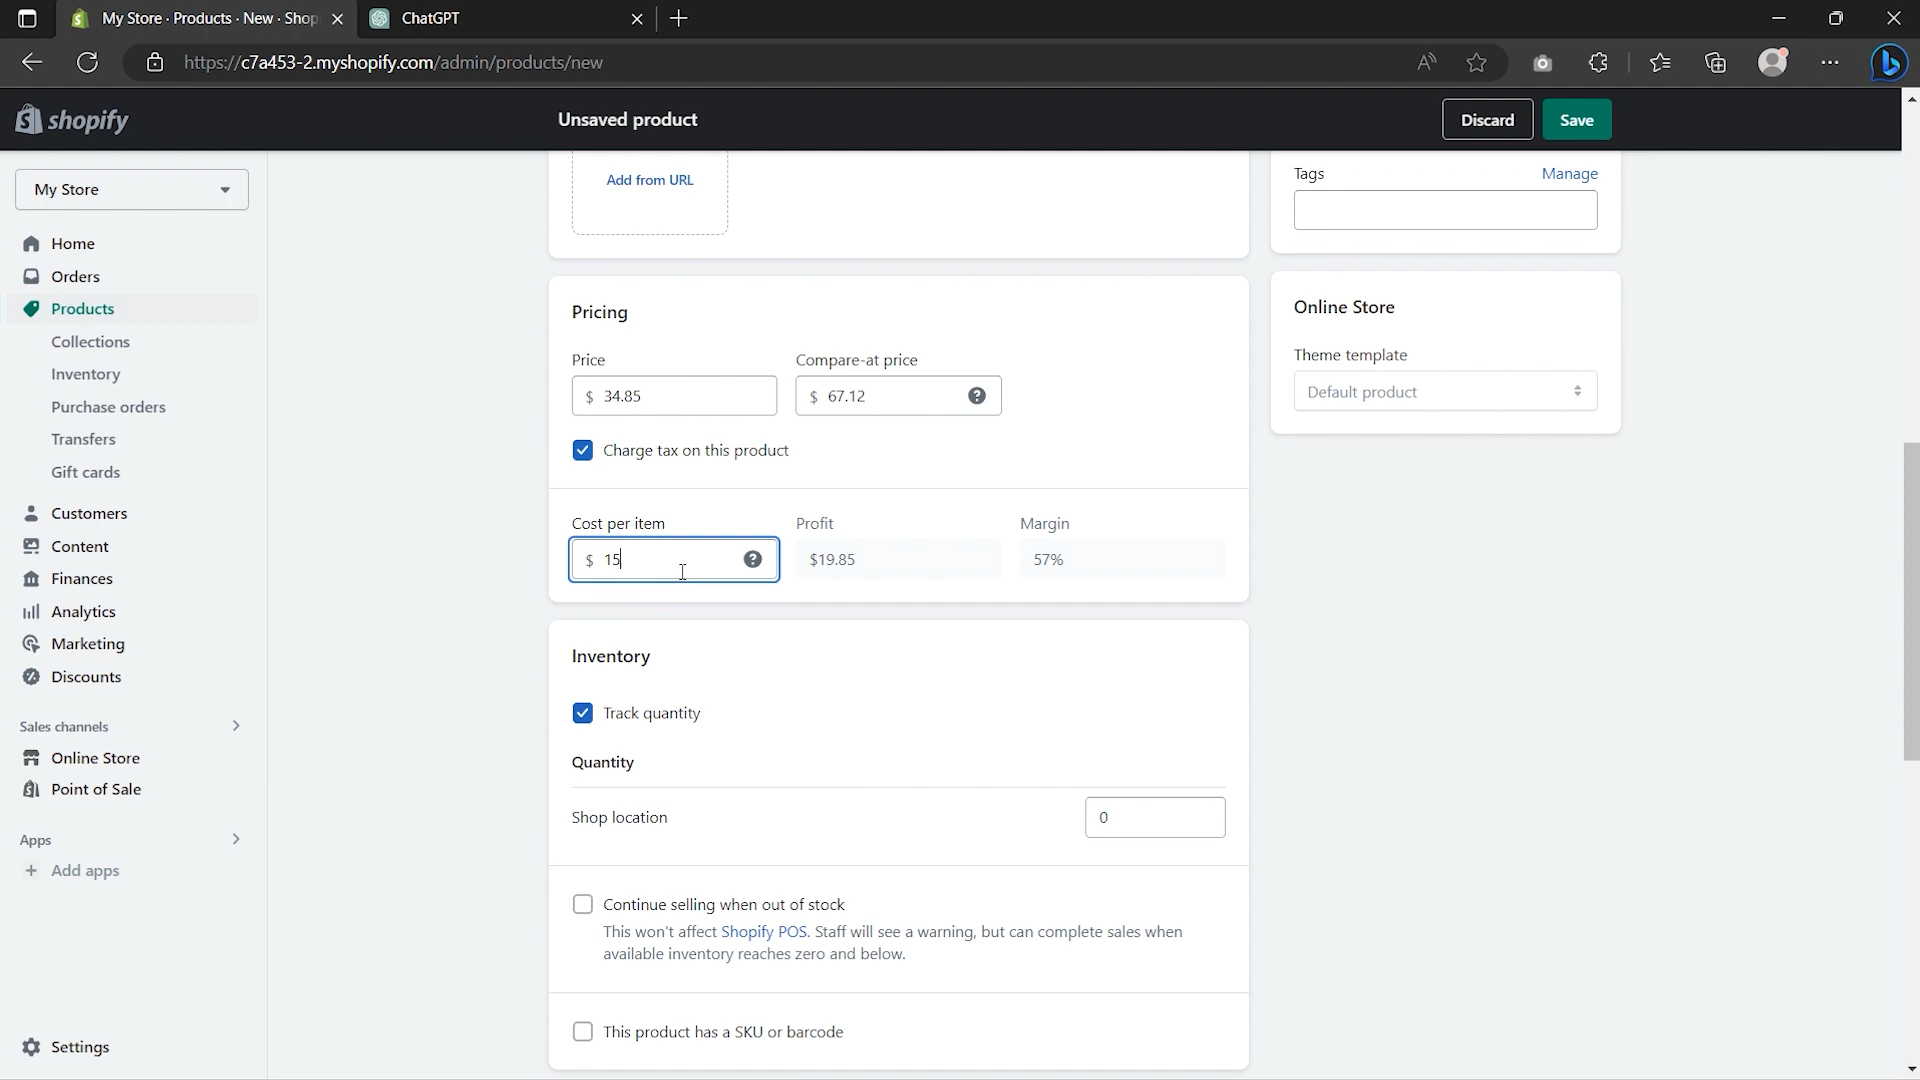 My Store · Products · New · Shop
ChatGPT
https://c7a453-2.myshopify.com/admin/products/new
shopify
Unsaved product
Discard
Save
My Store
Home
Orders
Products
Collections
Inventory
Purchase orders
Transfers
Gift cards
Customers
Content
Finances
Analytics
Marketing
Discounts
Sales channels
Online Store
Point of Sale
Apps
+ Add apps
Settings
Add from URL
Pricing
Price
Compare-at price
$ 34.85
$ 67.12
Charge tax on this product
Cost per item
Profit
Margin
$ 15
$19.85
57%
Inventory
Track quantity
Quantity
Shop location
0
Continue selling when out of stock
This won't affect Shopify POS. Staff will see a warning, but can complete sales when
available inventory reaches zero and below.
This product has a SKU or barcode
Tags
Manage
Online Store
Theme template
Default product